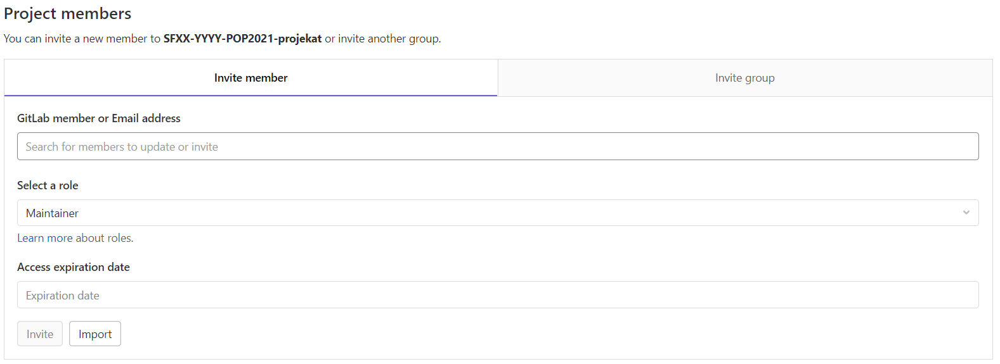 Project members
You can invite a new member to SFXX-YYYY-POP2021-projekat or invite another group.
Invite member
Invite group
GitLab member or Email address
Search for members to update or invite
Select a role
Maintainer
Learn more about roles.
Access expiration date
Expiration date
Invite
Import